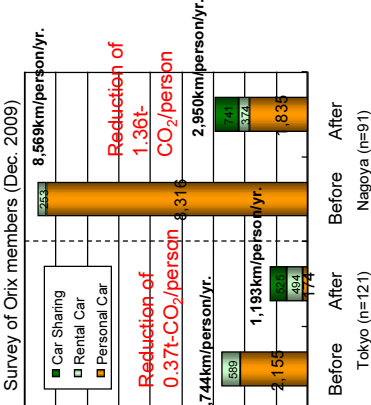 Survey of Orix members (Dec. 2009)
Car Sharing
Rental Car
Personal Car
8,569km/person/yr.
253
8,316
Reduction of
1.36t-
CO2/person
2,950km/person/yr.
741
374
,835
Reduction of
0.37t-CO2/person
,744km/person/yr.
589
2,155
1,193km/person/yr.
525
494
174
Before
After
Before
After
Tokyo (n=121)
Nagoya (n=91)